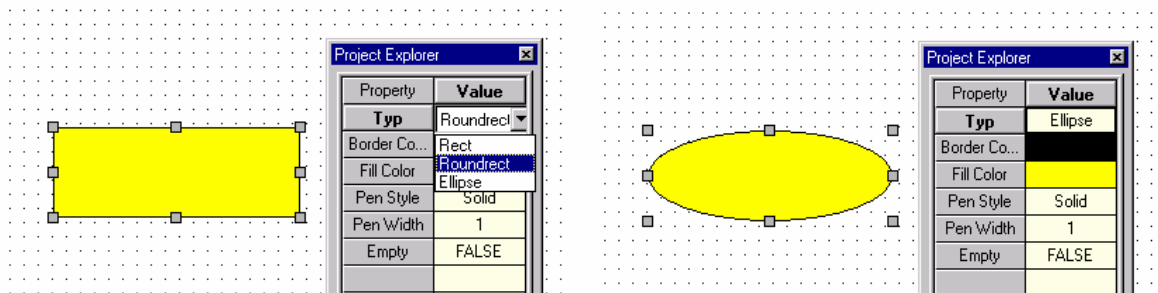 Project Explorer
Property Value
Typ Roundrect
Border Co... Rect
Roundrect
Fill Color Ellipse
Pen Style Solid
Pen Width 1
Empty FALSE
Project Explorer
Property Value
Typ Ellipse
Border Co...
Fill Color
Pen Style Solid
Pen Width 1
Empty FALSE